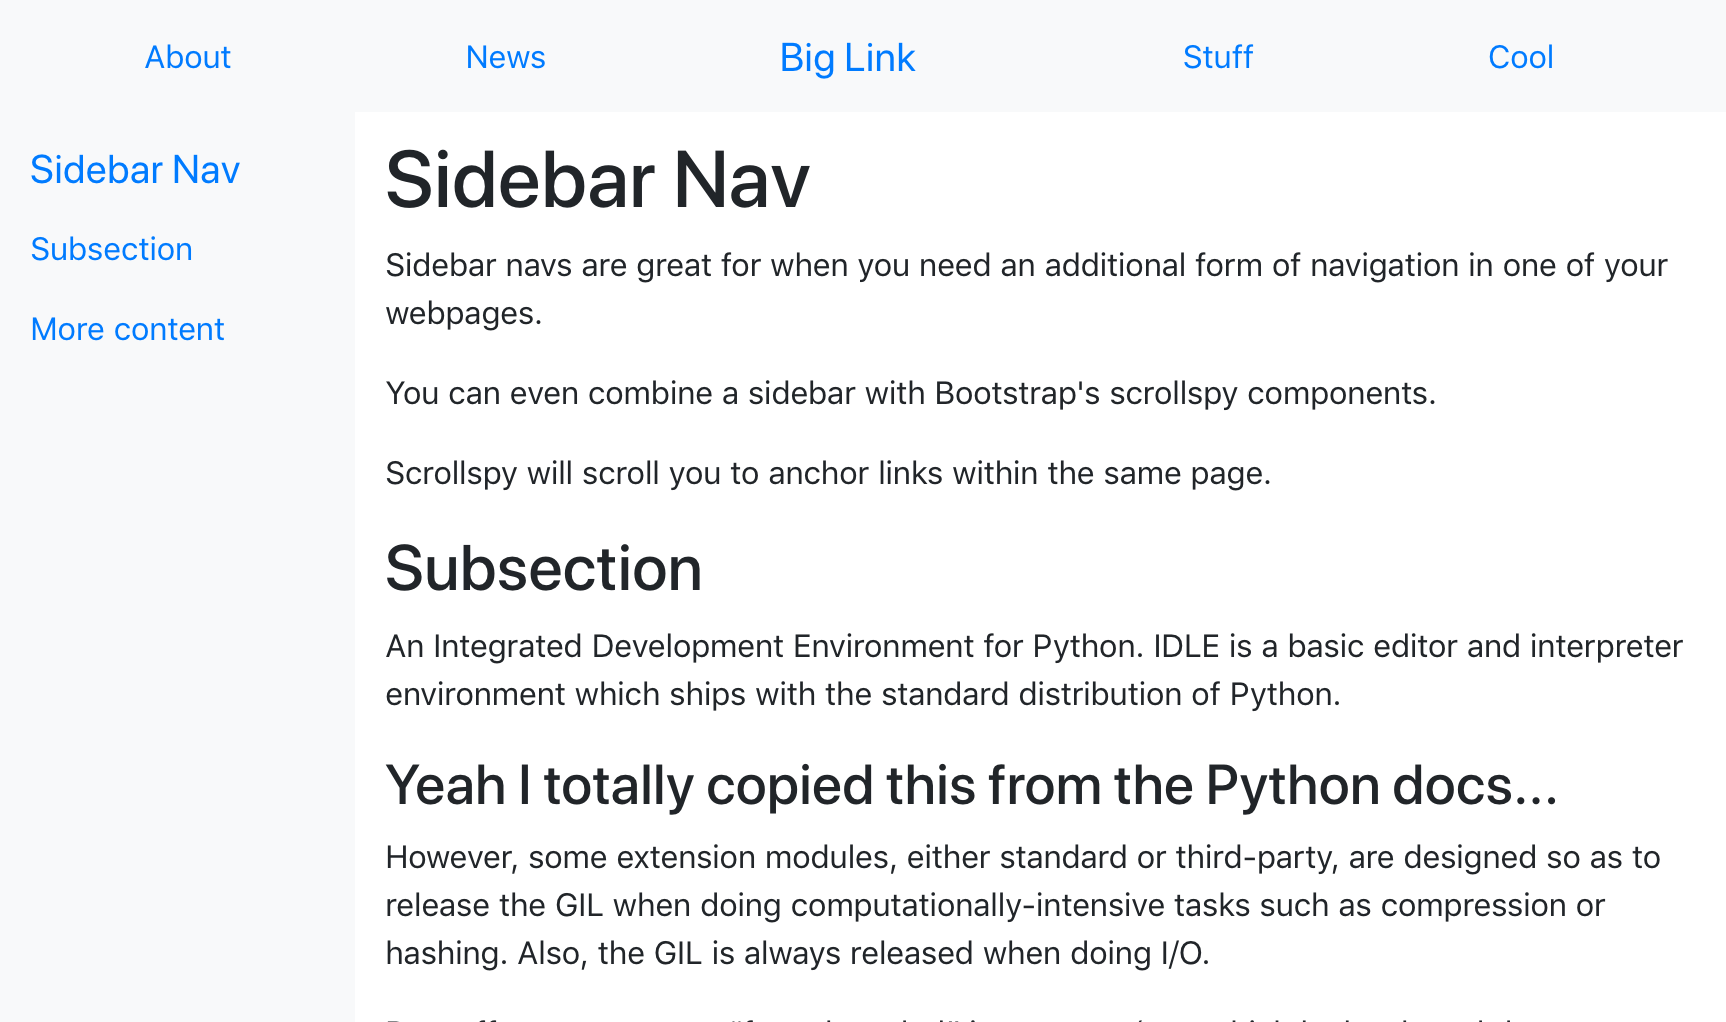 About News Big Link Stuff Cool
Sidebar Nav
Subsection
More content
Sidebar Nav
Sidebar navs are great for when you need an additional form of navigation in one of your
webpages.
You can even combine a sidebar with Bootstrap's scrollspy components.
Scrollspy will scroll you to anchor links within the same page.
Subsection
An Integrated Development Environment for Python. IDLE is a basic editor and interpreter
environment which ships with the standard distribution of Python.
Yeah I totally copied this from the Python docs...
However, some extension modules, either standard or third-party, are designed so as to
release the GIL when doing computationally-intensive tasks such as compression or
hashing. Also, the GIL is always released when doing I/O.